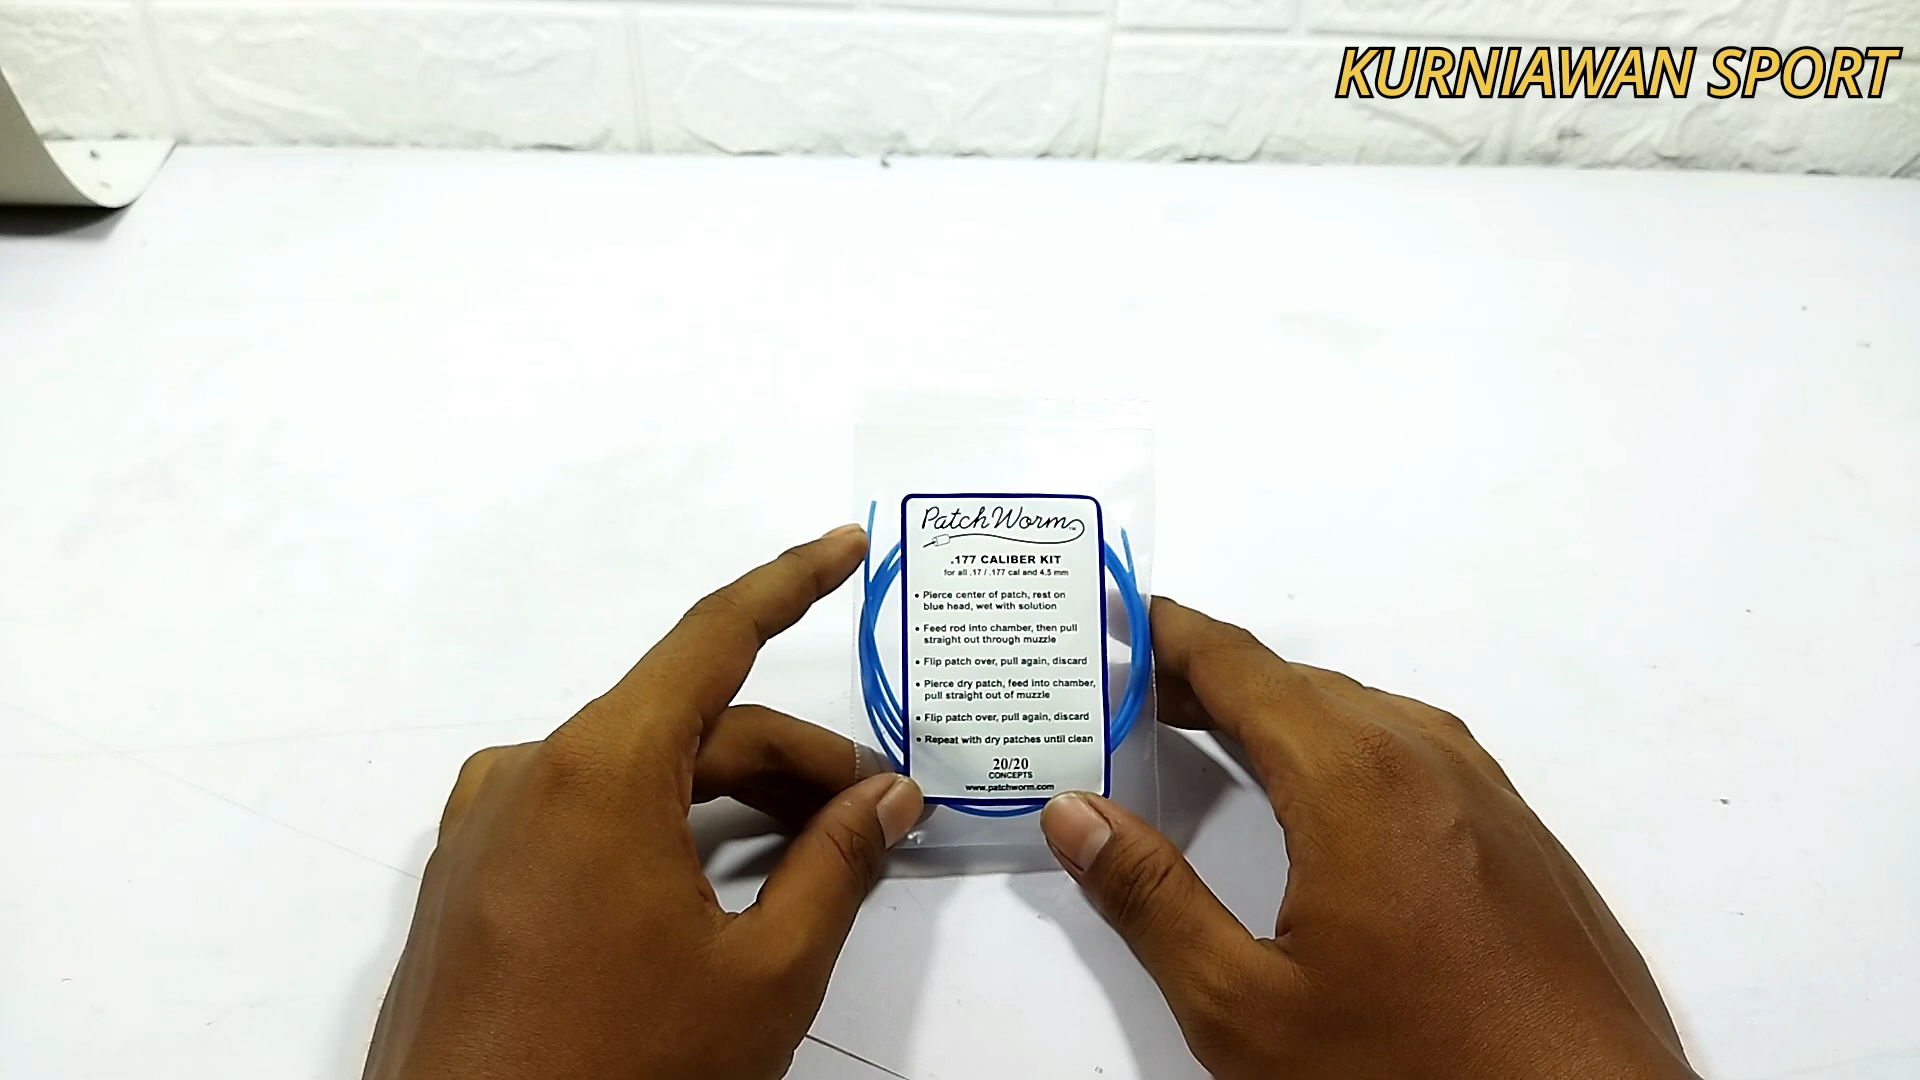 KURNIAWAN SPORT
PatchWorm™
.177 CALIBER KIT
for all .17 / .177 cal and 4.5 mm
• Pierce center of patch, rest on
blue head, wet with solution
• Feed rod into chamber, then pull
straight out through muzzle
• Flip patch over, pull again, discard
• Pierce dry patch, feed into chamber,
pull straight out of muzzle
• Flip patch over, pull again, discard
• Repeat with dry patches until clean
20/20
CONCEPTS
www.patchworm.com